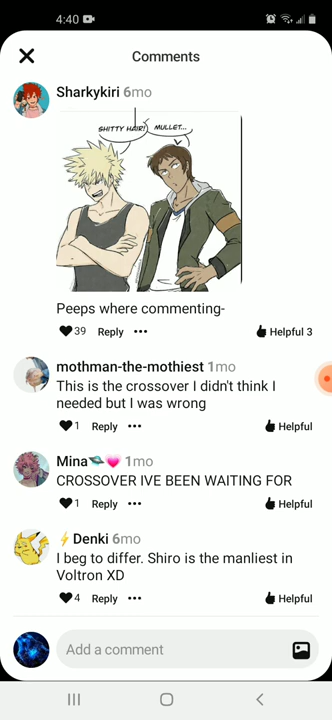 4:40
Comments
Sharkykiri 6mo
SHITTY HAIR! MULLET...
Peeps where commenting-
39 Reply Helpful 3
mothman-the-mothiest 1mo
This is the crossover I didn't think I
needed but I was wrong
1 Reply Helpful
Mina🪐💗 1mo
CROSSOVER IVE BEEN WAITING FOR
1 Reply Helpful
⚡Denki 6mo
I beg to differ. Shiro is the manliest in
Voltron XD
4 Reply Helpful
Add a comment